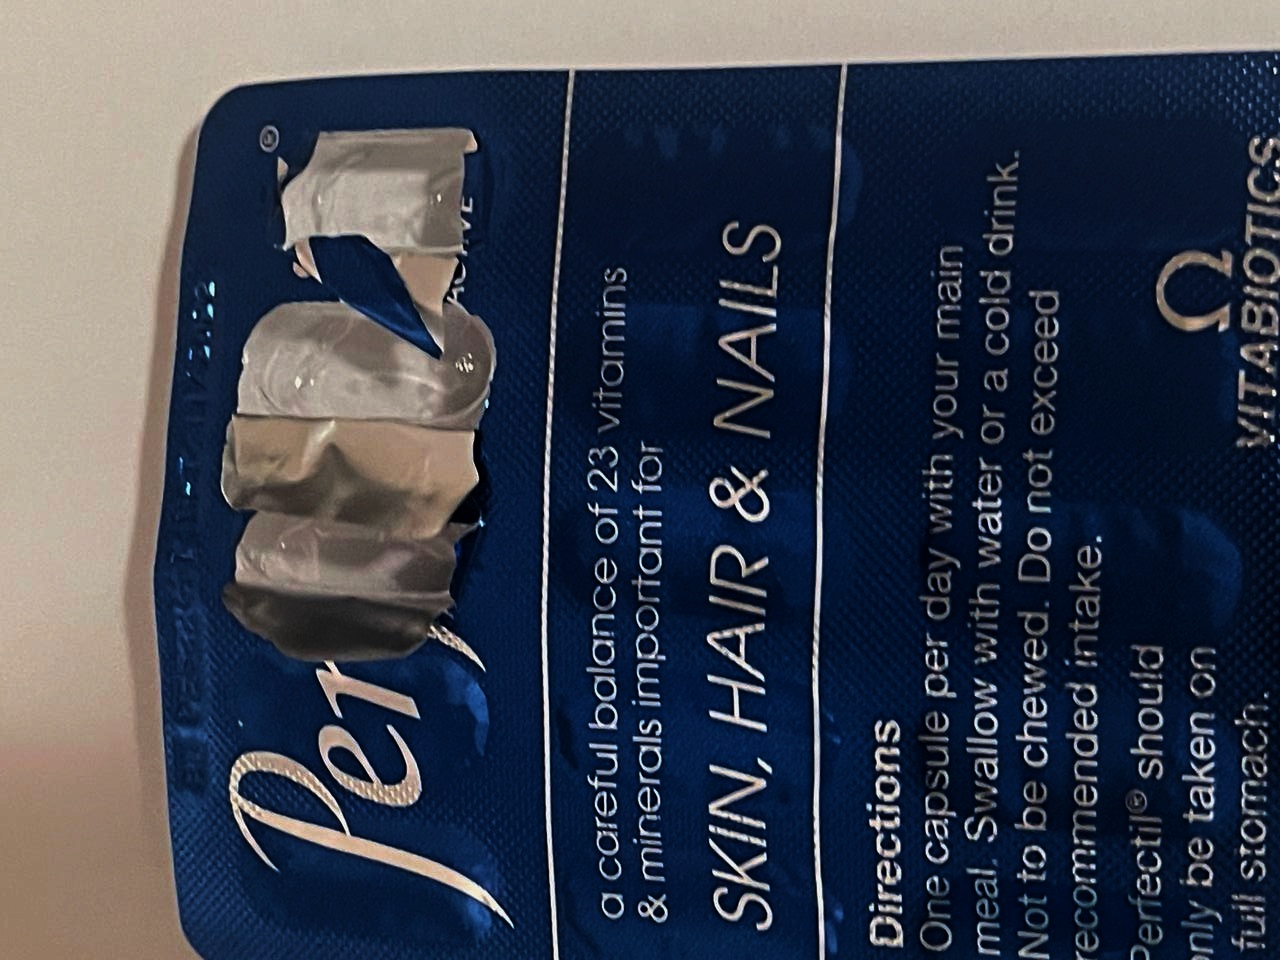 Perf
®
ACTIVE
a careful balance of 23 vitamins
& minerals important for
SKIN, HAIR & NAILS
Directions
One capsule per day with your main
meal. Swallow with water or a cold drink.
Not to be chewed. Do not exceed
recommended intake.
Perfectil® should
only be taken on
full stomach.
Ω
VITABIOTICS